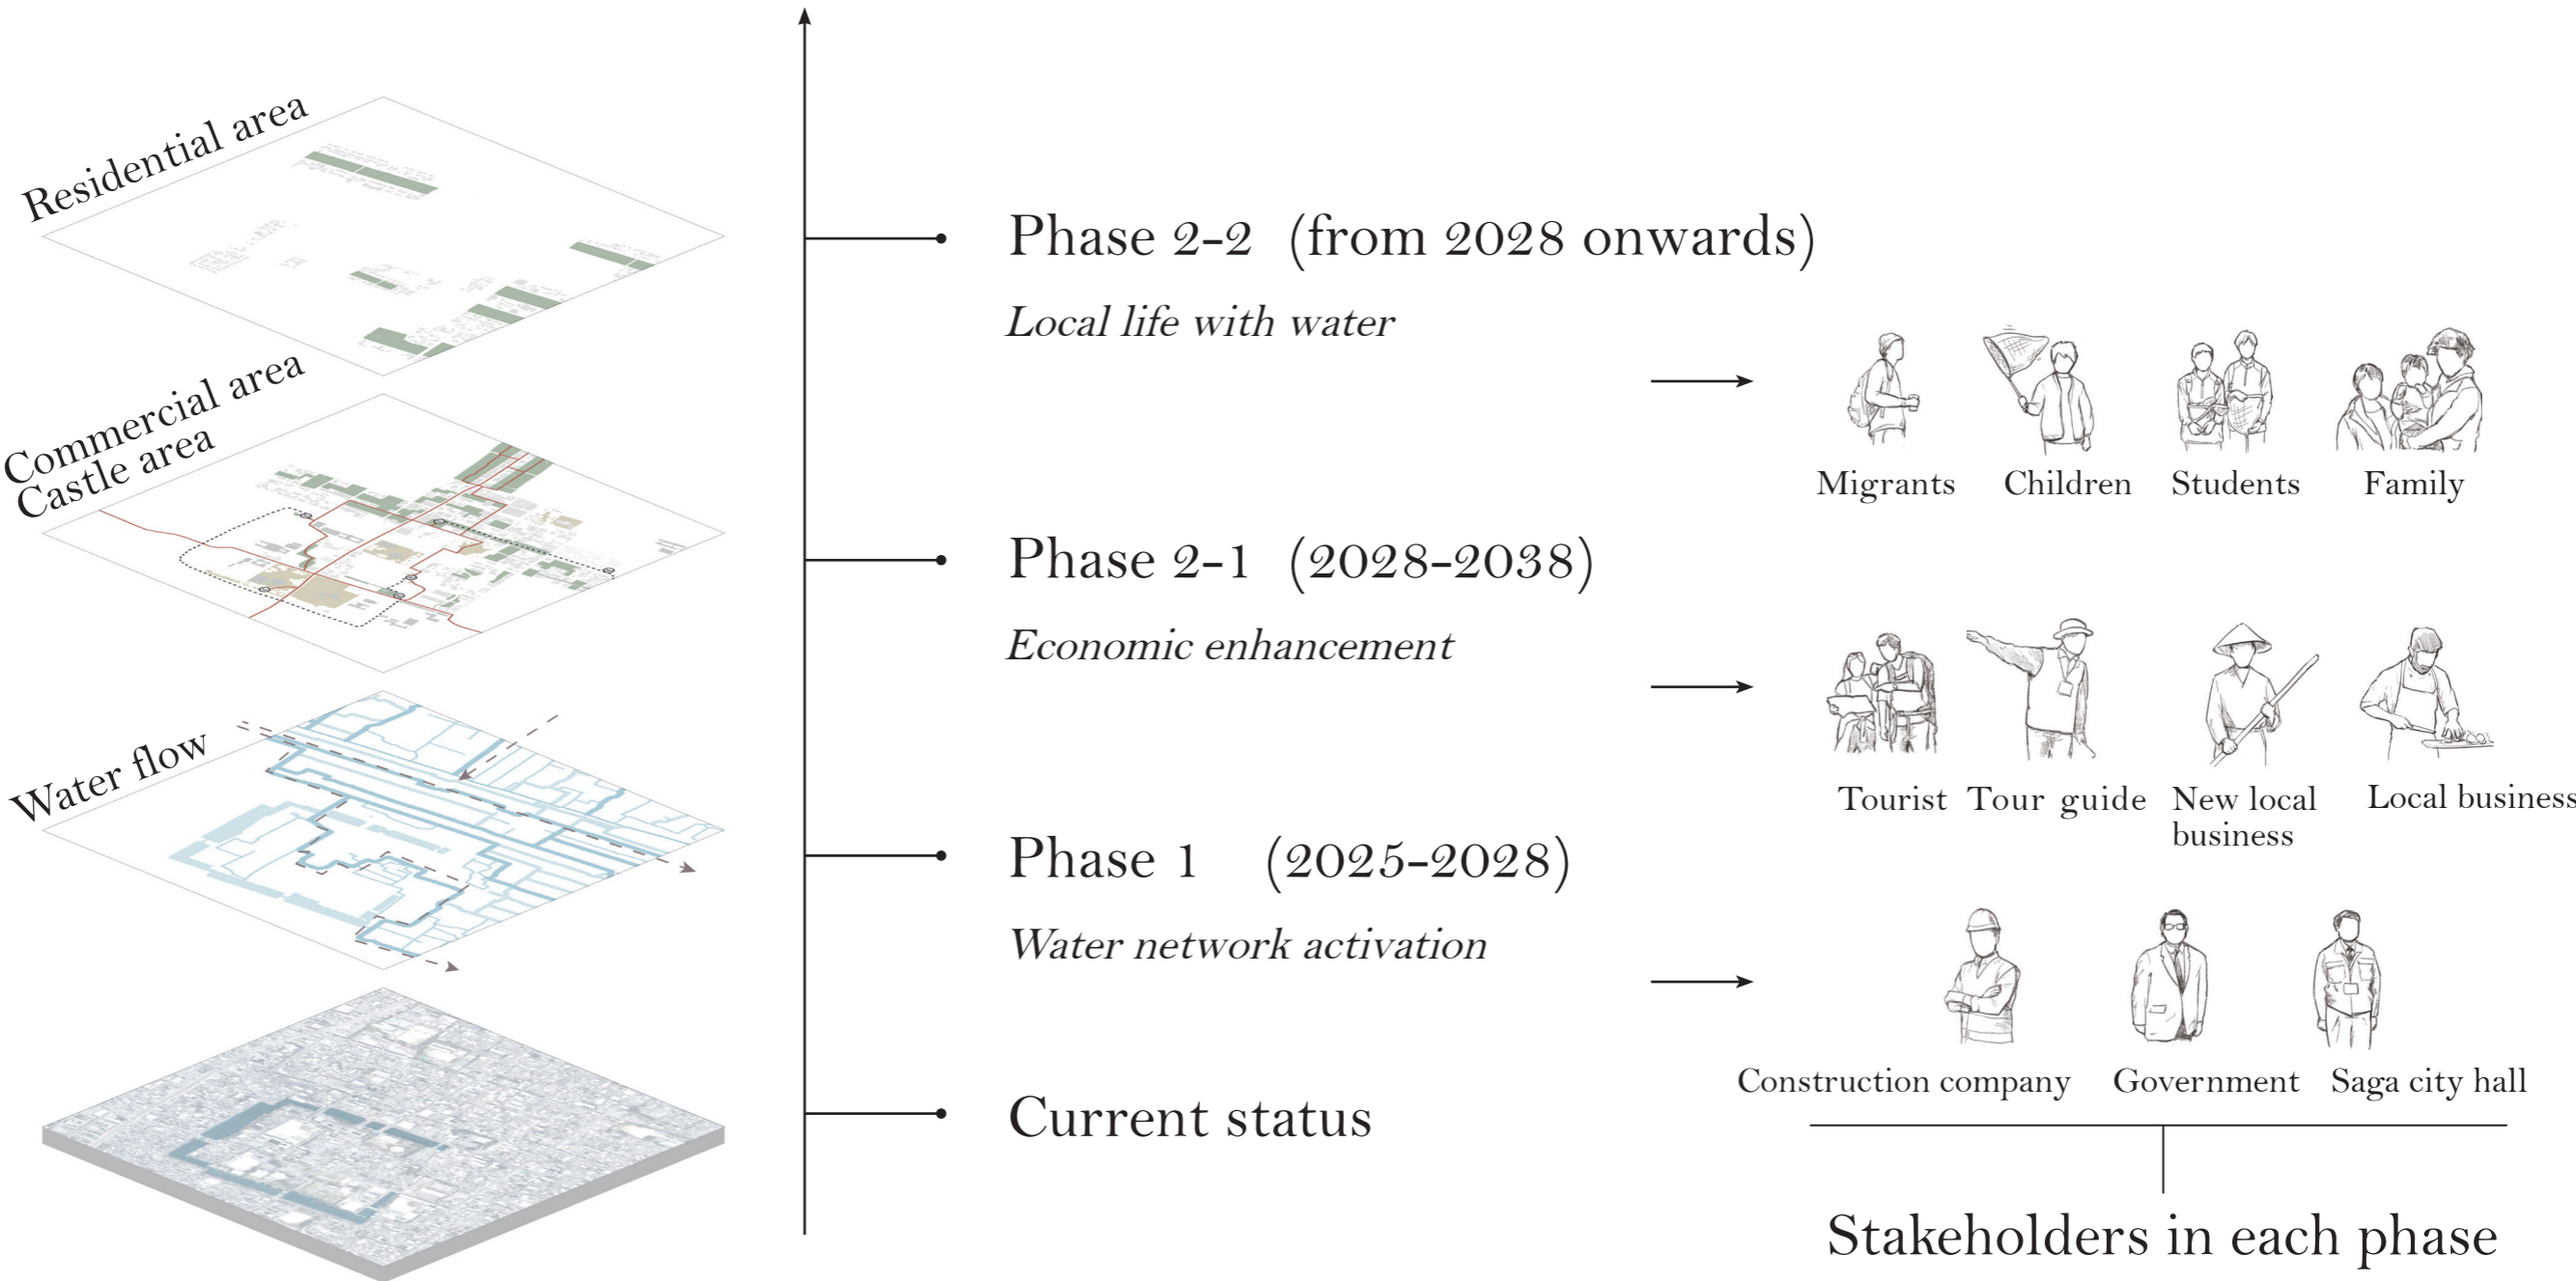 Residential area
Commercial area
Castle area
Water flow
Phase 2-2 (from 2028 onwards)
Local life with water
Migrants
Children
Students
Family
Phase 2-1 (2028-2038)
Economic enhancement
Tourist
Tour guide
New local
business
Local business
Phase 1 (2025-2028)
Water network activation
Construction company
Government
Saga city hall
Current status
Stakeholders in each phase